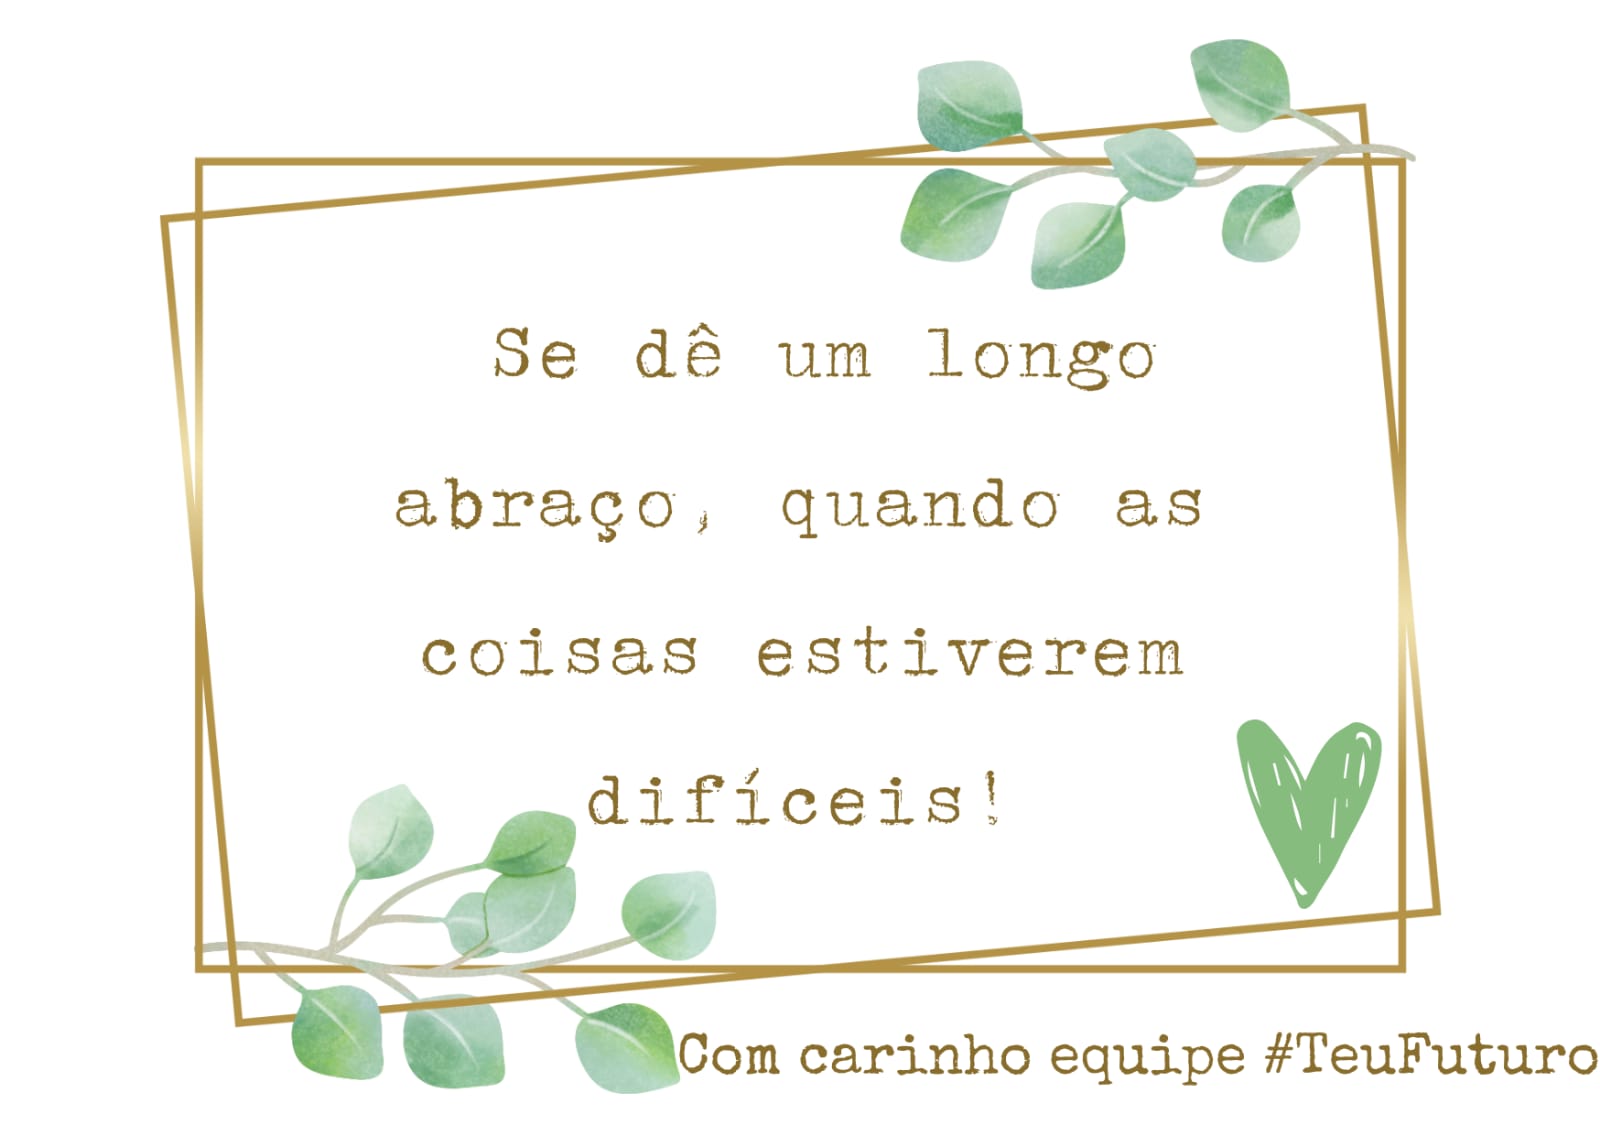 Se dê um longo
abraço, quando as
coisas estiverem
difíceis!
Com carinho equipe #TeuFuturo